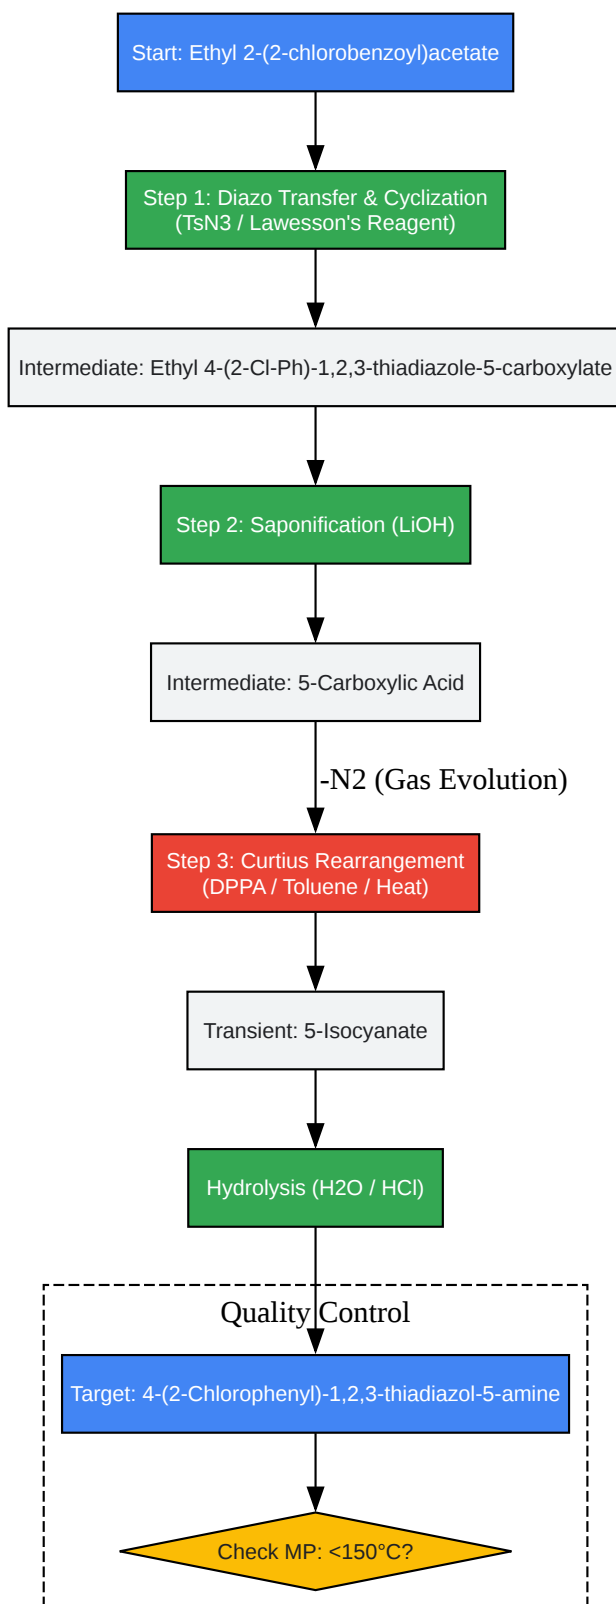 Start: Ethyl 2-(2-chlorobenzoyl)acetate
Step 1: Diazo Transfer & Cyclization
(TsN3 / Lawesson's Reagent)
Intermediate: Ethyl 4-(2-Cl-Ph)-1,2,3-thiadiazole-5-carboxylate
Step 2: Saponification (LiOH)
Intermediate: 5-Carboxylic Acid
-N2 (Gas Evolution)
Step 3: Curtius Rearrangement
(DPPA / Toluene / Heat)
Transient: 5-Isocyanate
Hydrolysis (H2O / HCl)
Quality Control
Target: 4-(2-Chlorophenyl)-1,2,3-thiadiazol-5-amine
Check MP: <150°C?